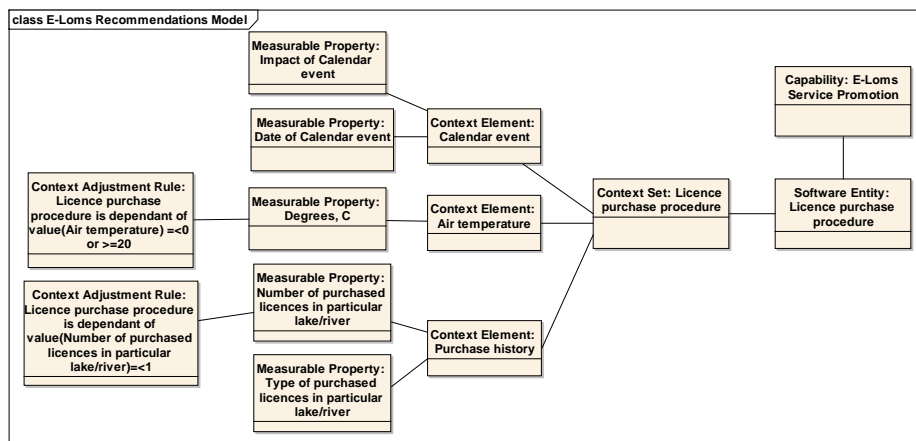 class E-Loms Recommendations Model
Measurable Property:
Impact of Calendar
event
Measurable Property:
Date of Calendar event
Context Element:
Calendar event
Capability: E-Loms
Service Promotion
Context Adjustment Rule:
Licence purchase
procedure is dependant of
value(Air temperature) =<0
or >=20
Measurable Property:
Degrees, C
Context Element:
Air temperature
Context Set: Licence
purchase procedure
Software Entity:
Licence purchase
procedure
Context Adjustment Rule:
Licence purchase procedure
is dependant of
value(Number of purchased
licences in particular
lake/river)=<1
Measurable Property:
Number of purchased
licences in particular
lake/river
Context Element:
Purchase history
Measurable Property:
Type of purchased
licences in particular
lake/river